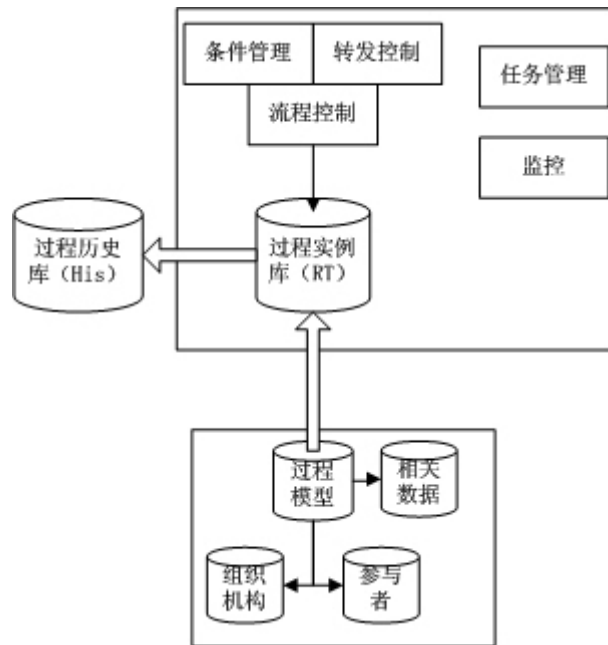 条件管理
转发控制
任务管理
流程控制
监控
过程历史
库（His）
过程实例
库（RT）
过程
模型
相关
数据
组织
机构
参与
者